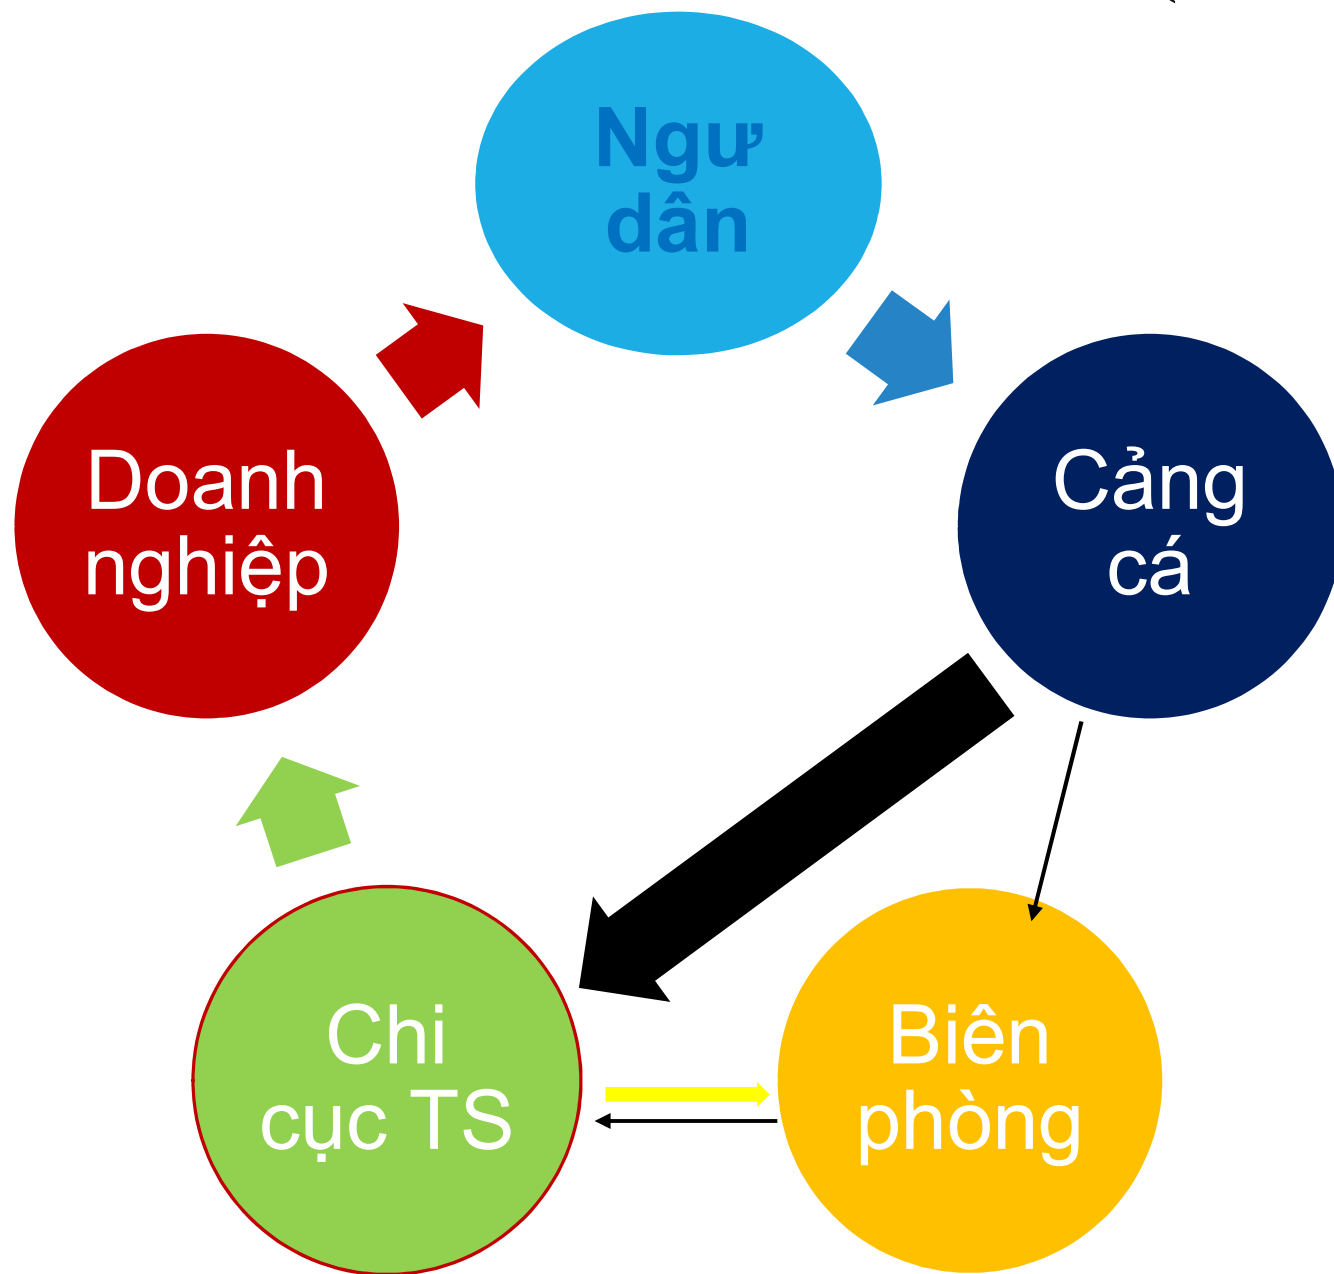 Ngư
dân
Doanh
nghiệp
Cảng
cá
Chi
cục TS
Biên
phòng